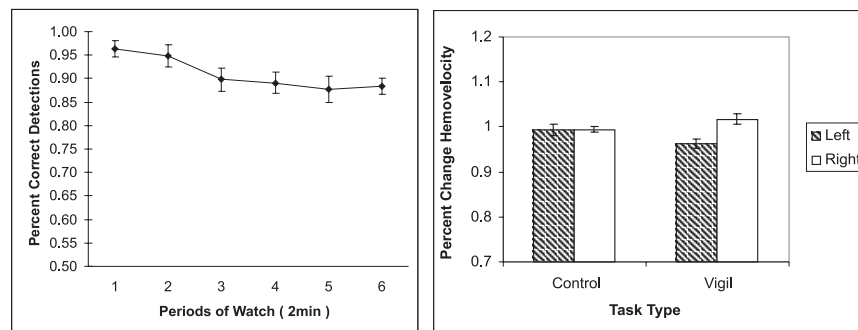 Percent Correct Detections
1.00
0.95
0.90
0.85
0.80
0.75
0.70
0.65
0.60
0.55
0.50
1 2 3 4 5 6
Periods of Watch ( 2min )
Percent Change Hemovelocity
1.2
1.1
1
0.9
0.8
0.7
Control Vigil
Task Type
Left
Right